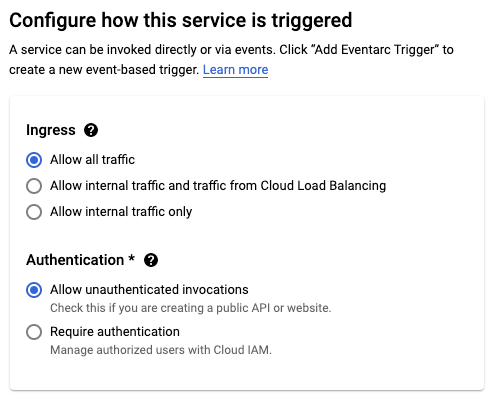 Configure how this service is triggered
A service can be invoked directly or via events. Click “Add Eventarc Trigger” to
create a new event-based trigger. Learn more
Ingress ?
Allow all traffic
Allow internal traffic and traffic from Cloud Load Balancing
Allow internal traffic only
Authentication * ?
Allow unauthenticated invocations
Check this if you are creating a public API or website.
Require authentication
Manage authorized users with Cloud IAM.